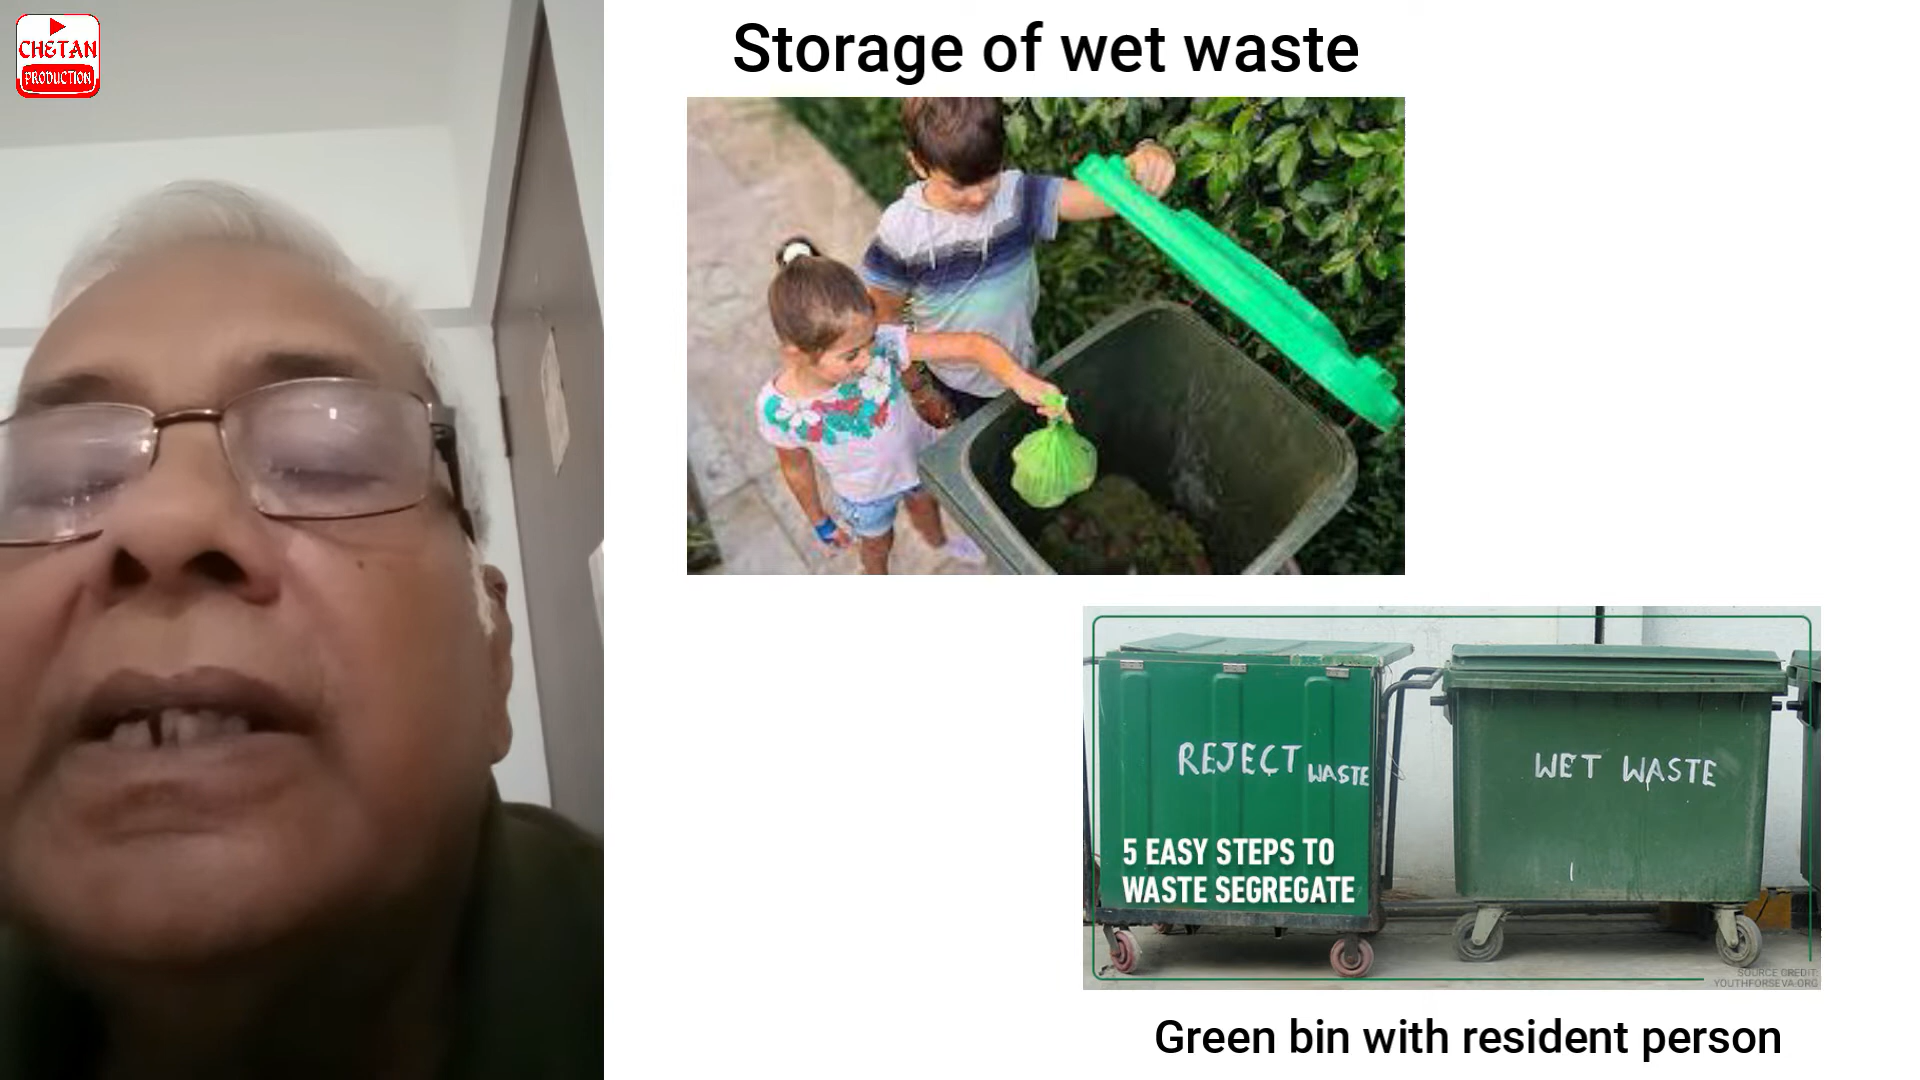 CHETAN
PRODUCTION
Storage of wet waste
REJECT WASTE
WET WASTE
5 EASY STEPS TO
WASTE SEGREGATE
SOURCE CREDIT:
YOUTHFORSEVA.ORG
Green bin with resident person